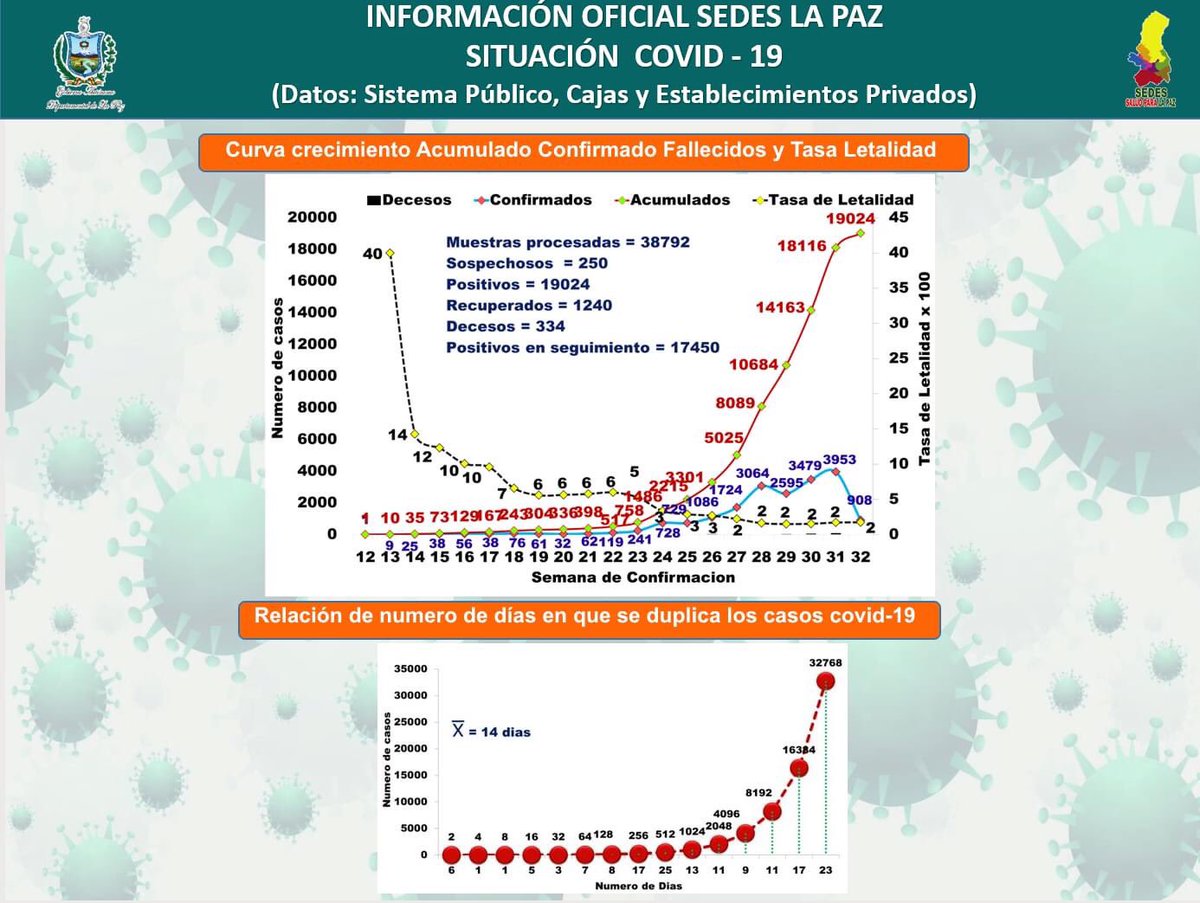 INFORMACIÓN OFICIAL SEDES LA PAZ
SITUACIÓN COVID - 19
(Datos: Sistema Público, Cajas y Establecimientos Privados)
Gobierno Autónomo
Departamental de La Paz
SEDES
SALUD PARA LA PAZ
Curva crecimiento Acumulado Confirmado Fallecidos y Tasa Letalidad
Decesos Confirmados Acumulados Tasa de Letalidad
Muestras procesadas = 38792
Sospechosos = 250
Positivos = 19024
Recuperados = 1240
Decesos = 334
Positivos en seguimiento = 17450
Numero de casos
20000
18000
16000
14000
12000
10000
8000
6000
4000
2000
0
Tasa de Letalidad x 100
45
40
35
30
25
20
15
10
5
0
40 14 12 10 10 7 6 6 6 6 5 3 3 3 2 2 2 2 2 2
1 10 35 73 129 167 243 304 336 398 517 758 1486 2215 3301 5025 8089 10684 14163 18116 19024
9 25 38 56 38 76 61 32 62 119 241 728 729 1086 1724 3064 2595 3479 3953 908
12 13 14 15 16 17 18 19 20 21 22 23 24 25 26 27 28 29 30 31 32
Semana de Confirmacion
Relación de numero de días en que se duplica los casos covid-19
Numero de casos
35000
30000
25000
20000
15000
10000
5000
0
X = 14 dias
2 4 8 16 32 64 128 256 512 1024 2048 4096 8192 16384 32768
6 1 1 5 3 7 8 17 25 13 11 9 11 17 23
Numero de Dias